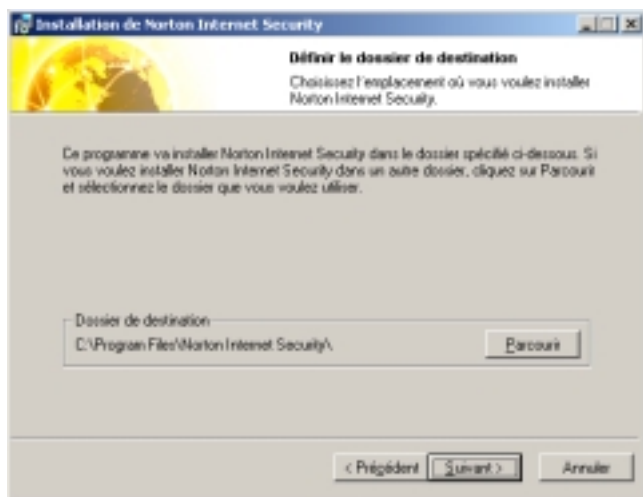 Installation de Norton Internet Security
Définir le dossier de destination
Choisissez l'emplacement où vous voulez installer
Norton Internet Security.
Ce programme va installer Norton Internet Security dans le dossier spécifié ci-dessous. Si
vous voulez installer Norton Internet Security dans un autre dossier, cliquez sur Parcourir
et sélectionnez le dossier que vous voulez utiliser.
Dossier de destination
C:\Program Files\Norton Internet Security\
Parcourir
< Précédent
Suivant >
Annuler